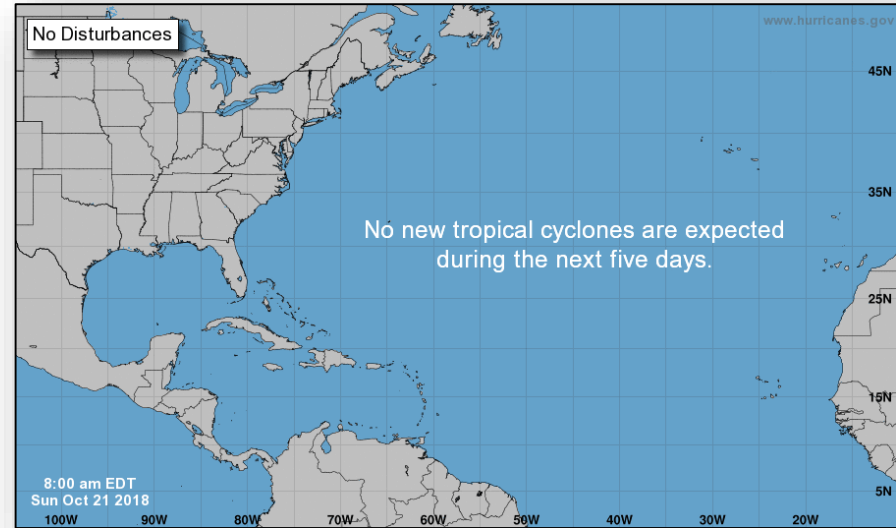 No Disturbances
www.hurricanes.gov
45N
35N
No new tropical cyclones are expected
during the next five days.
25N
15N
8:00 am EDT
Sun Oct 21 2018
5N
100W 90W 80W 70W 60W 50W 40W 30W 20W